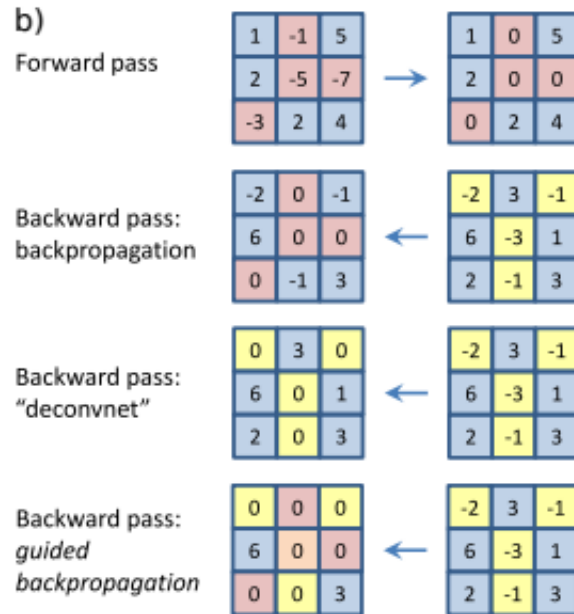 b)
Forward pass
1 -1 5 1 0 5
2 -5 -7 2 0 0
-3 2 4 0 2 4
Backward pass:
backpropagation
-2 0 -1 -2 3 -1
6 0 0 6 -3 1
0 -1 3 2 -1 3
Backward pass:
“deconvnet”
0 3 0 -2 3 -1
6 0 1 6 -3 1
2 0 3 2 -1 3
Backward pass:
guided
backpropagation
0 0 0 -2 3 -1
6 0 0 6 -3 1
0 0 3 2 -1 3